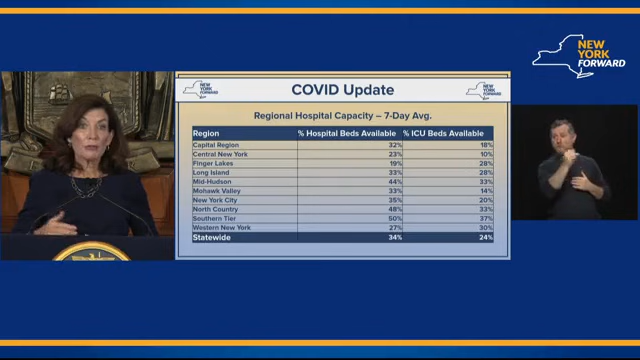 NEW
YORK
FORWARD
NEW
YORK
FORWARD
COVID Update
NEW
YORK
FORWARD
Regional Hospital Capacity – 7-Day Avg.
Region % Hospital Beds Available % ICU Beds Available
Capital Region 32% 18%
Central New York 23% 10%
Finger Lakes 19% 28%
Long Island 33% 28%
Mid-Hudson 44% 33%
Mohawk Valley 33% 14%
New York City 35% 20%
North Country 48% 33%
Southern Tier 50% 37%
Western New York 27% 30%
Statewide 34% 24%